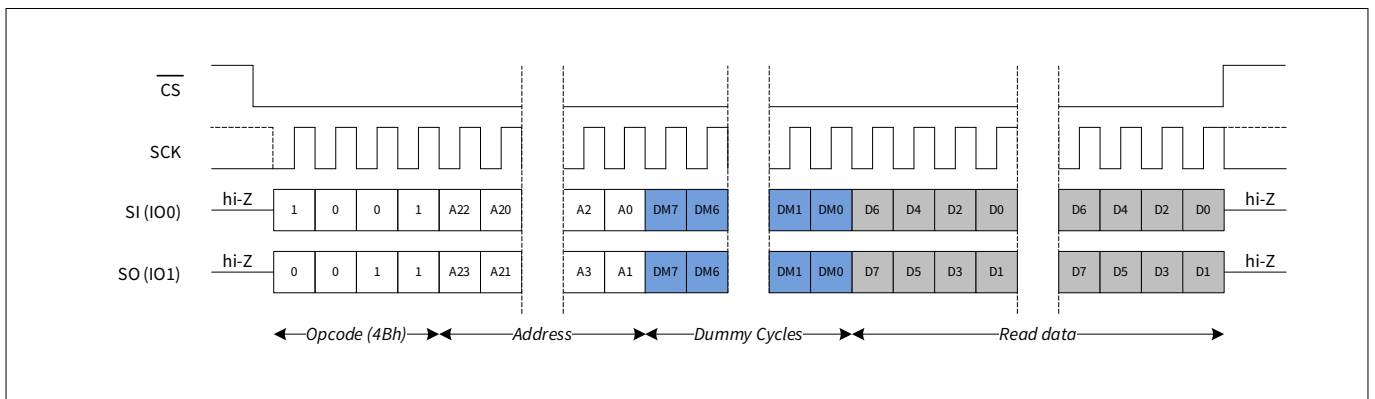 CS
SCK
SI (IO0) hi-Z 1 0 0 1 A22 A20 A2 A0 DM7 DM6 DM1 DM0 D6 D4 D2 D0 D6 D4 D2 D0 hi-Z
SO (IO1) hi-Z 0 0 1 1 A23 A21 A3 A1 DM7 DM6 DM1 DM0 D7 D5 D3 D1 D7 D5 D3 D1 hi-Z
Opcode (4Bh) Address Dummy Cycles Read data